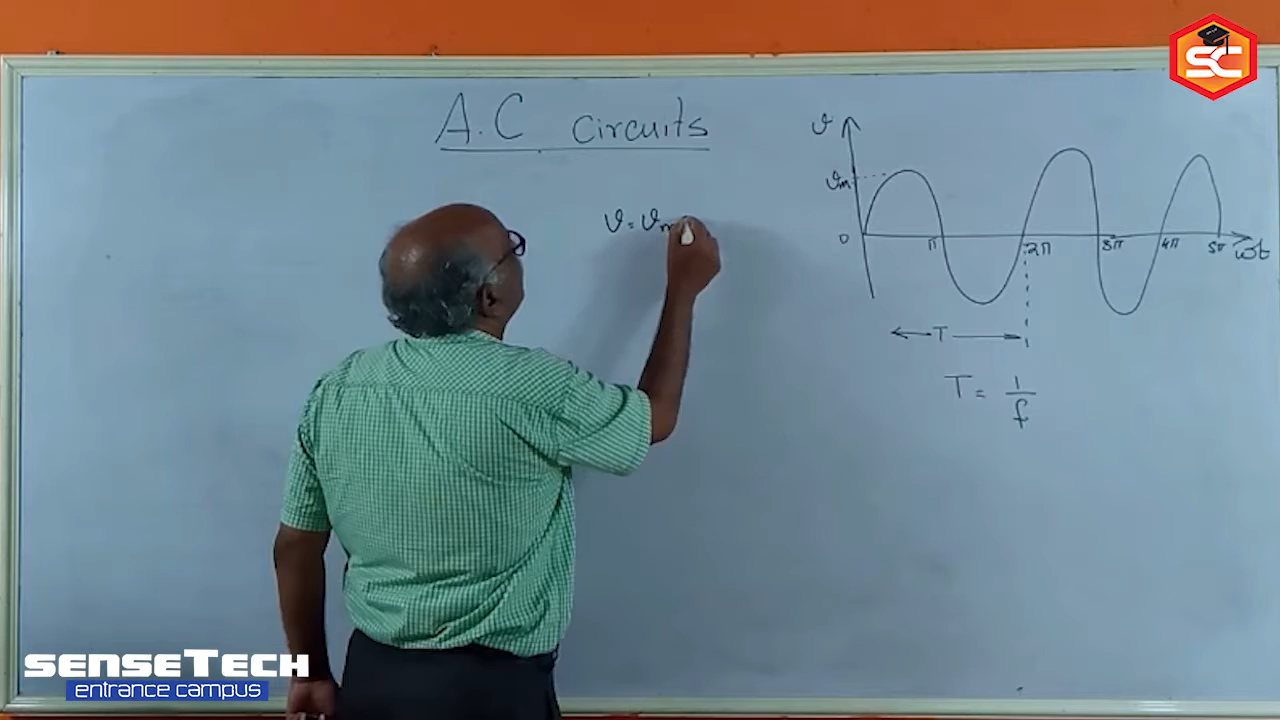 A.C Circuits
v = vm
v
vm
0
π
2π
3π
4π
5π
ωt
T
T = 1/f
SC
SENSETECH
entrance campus